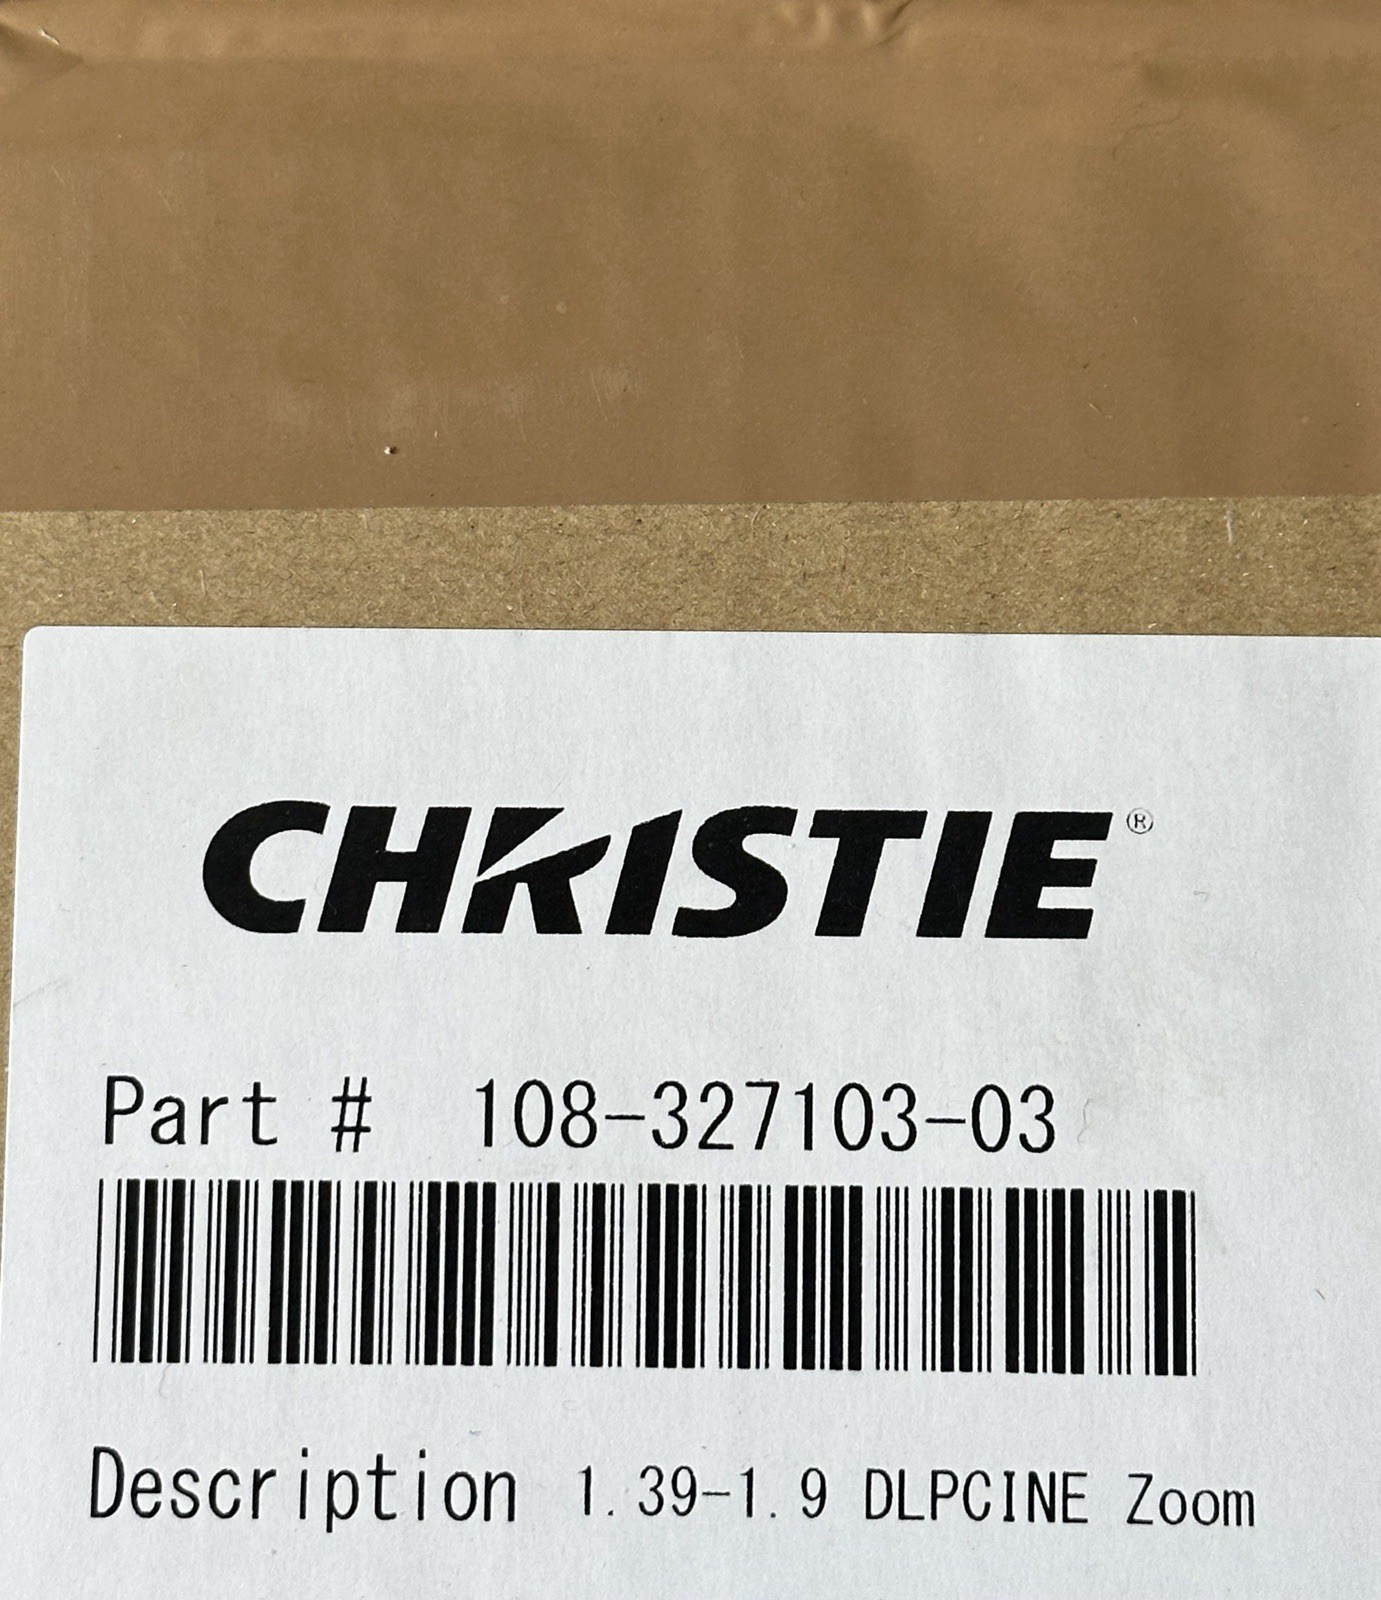 CHRISTIE®
Part # 108-327103-03
Description 1.39-1.9 DLPCINE Zoom